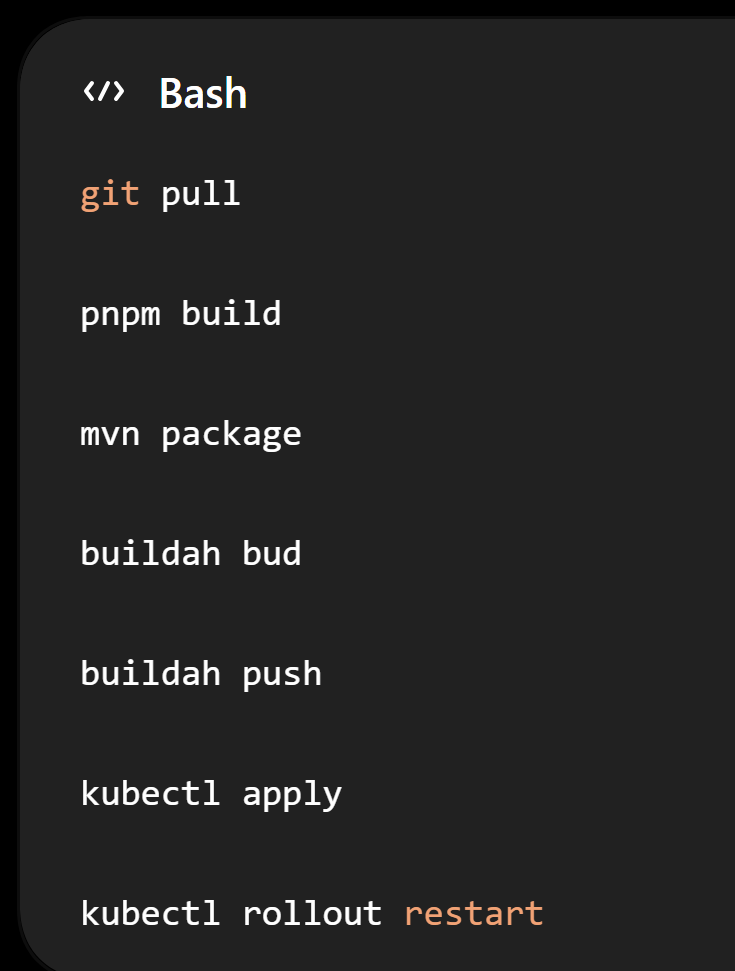 Bash
git pull
pnpm build
mvn package
buildah bud
buildah push
kubectl apply
kubectl rollout restart